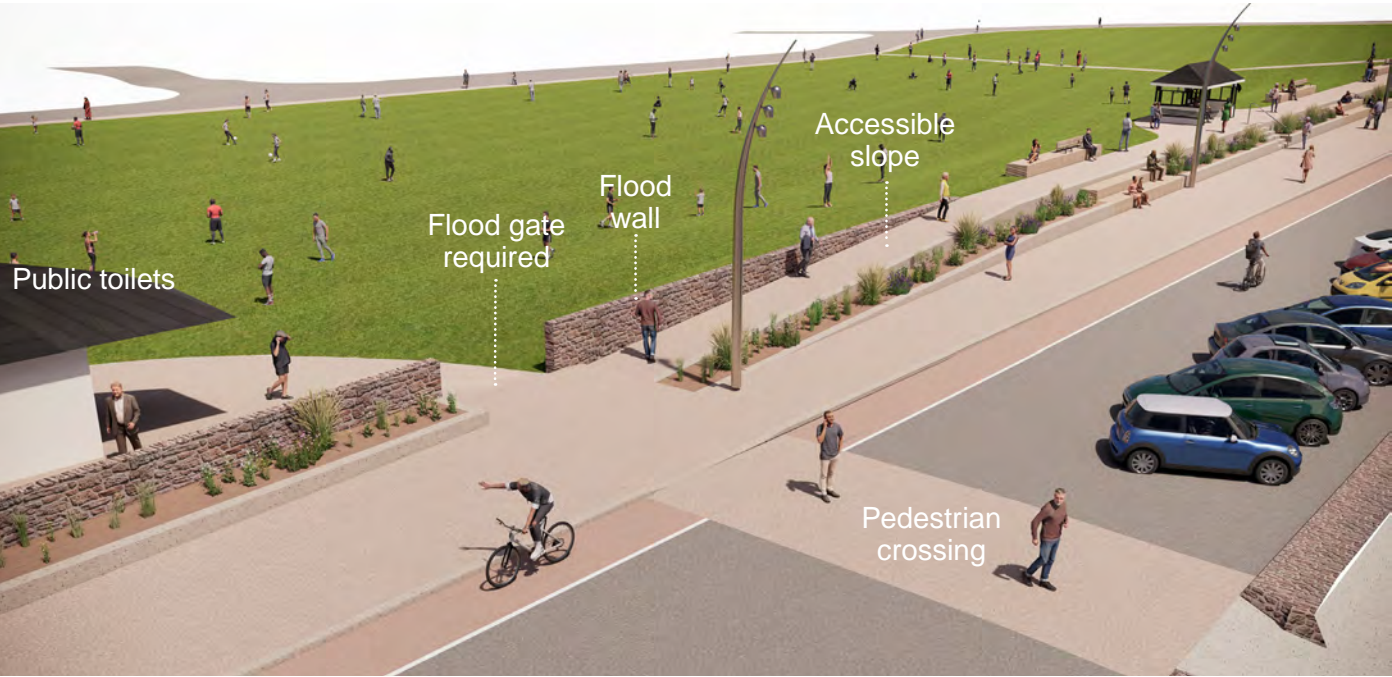 Accessible
slope
Flood
wall
Flood gate
required
Public toilets
Pedestrian
crossing